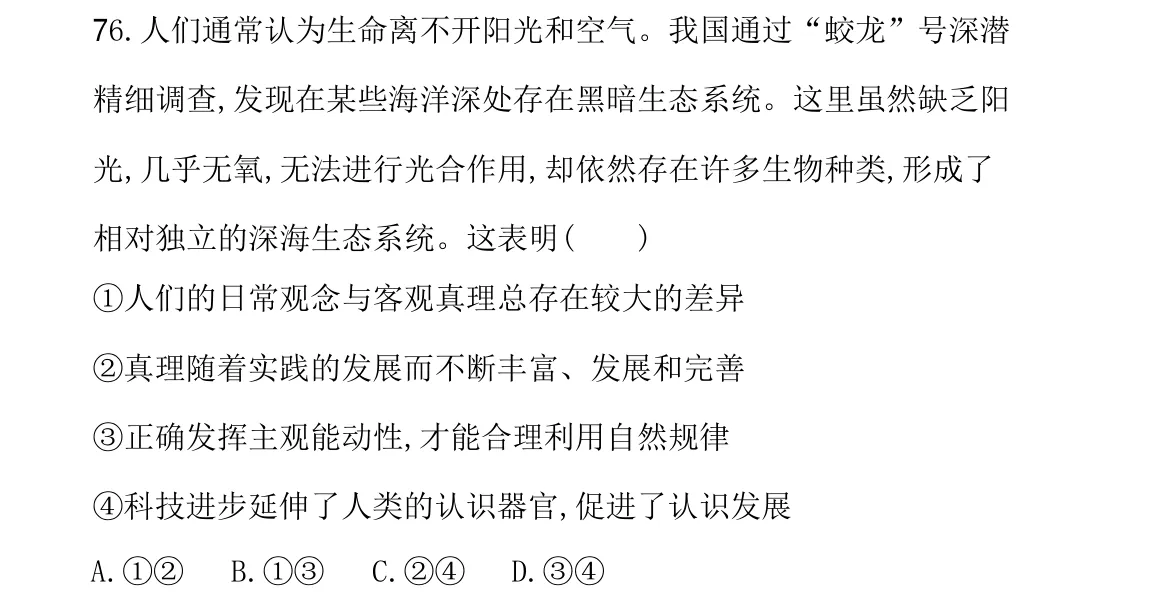 76.人们通常认为生命离不开阳光和空气。我国通过“蛟龙”号深潜
精细调查,发现在某些海洋深处存在黑暗生态系统。这里虽然缺乏阳
光,几乎无氧,无法进行光合作用,却依然存在许多生物种类,形成了
相对独立的深海生态系统。这表明(　　)
①人们的日常观念与客观真理总存在较大的差异
②真理随着实践的发展而不断丰富、发展和完善
③正确发挥主观能动性,才能合理利用自然规律
④科技进步延伸了人类的认识器官,促进了认识发展
A.①②　B.①③　C.②④　D.③④